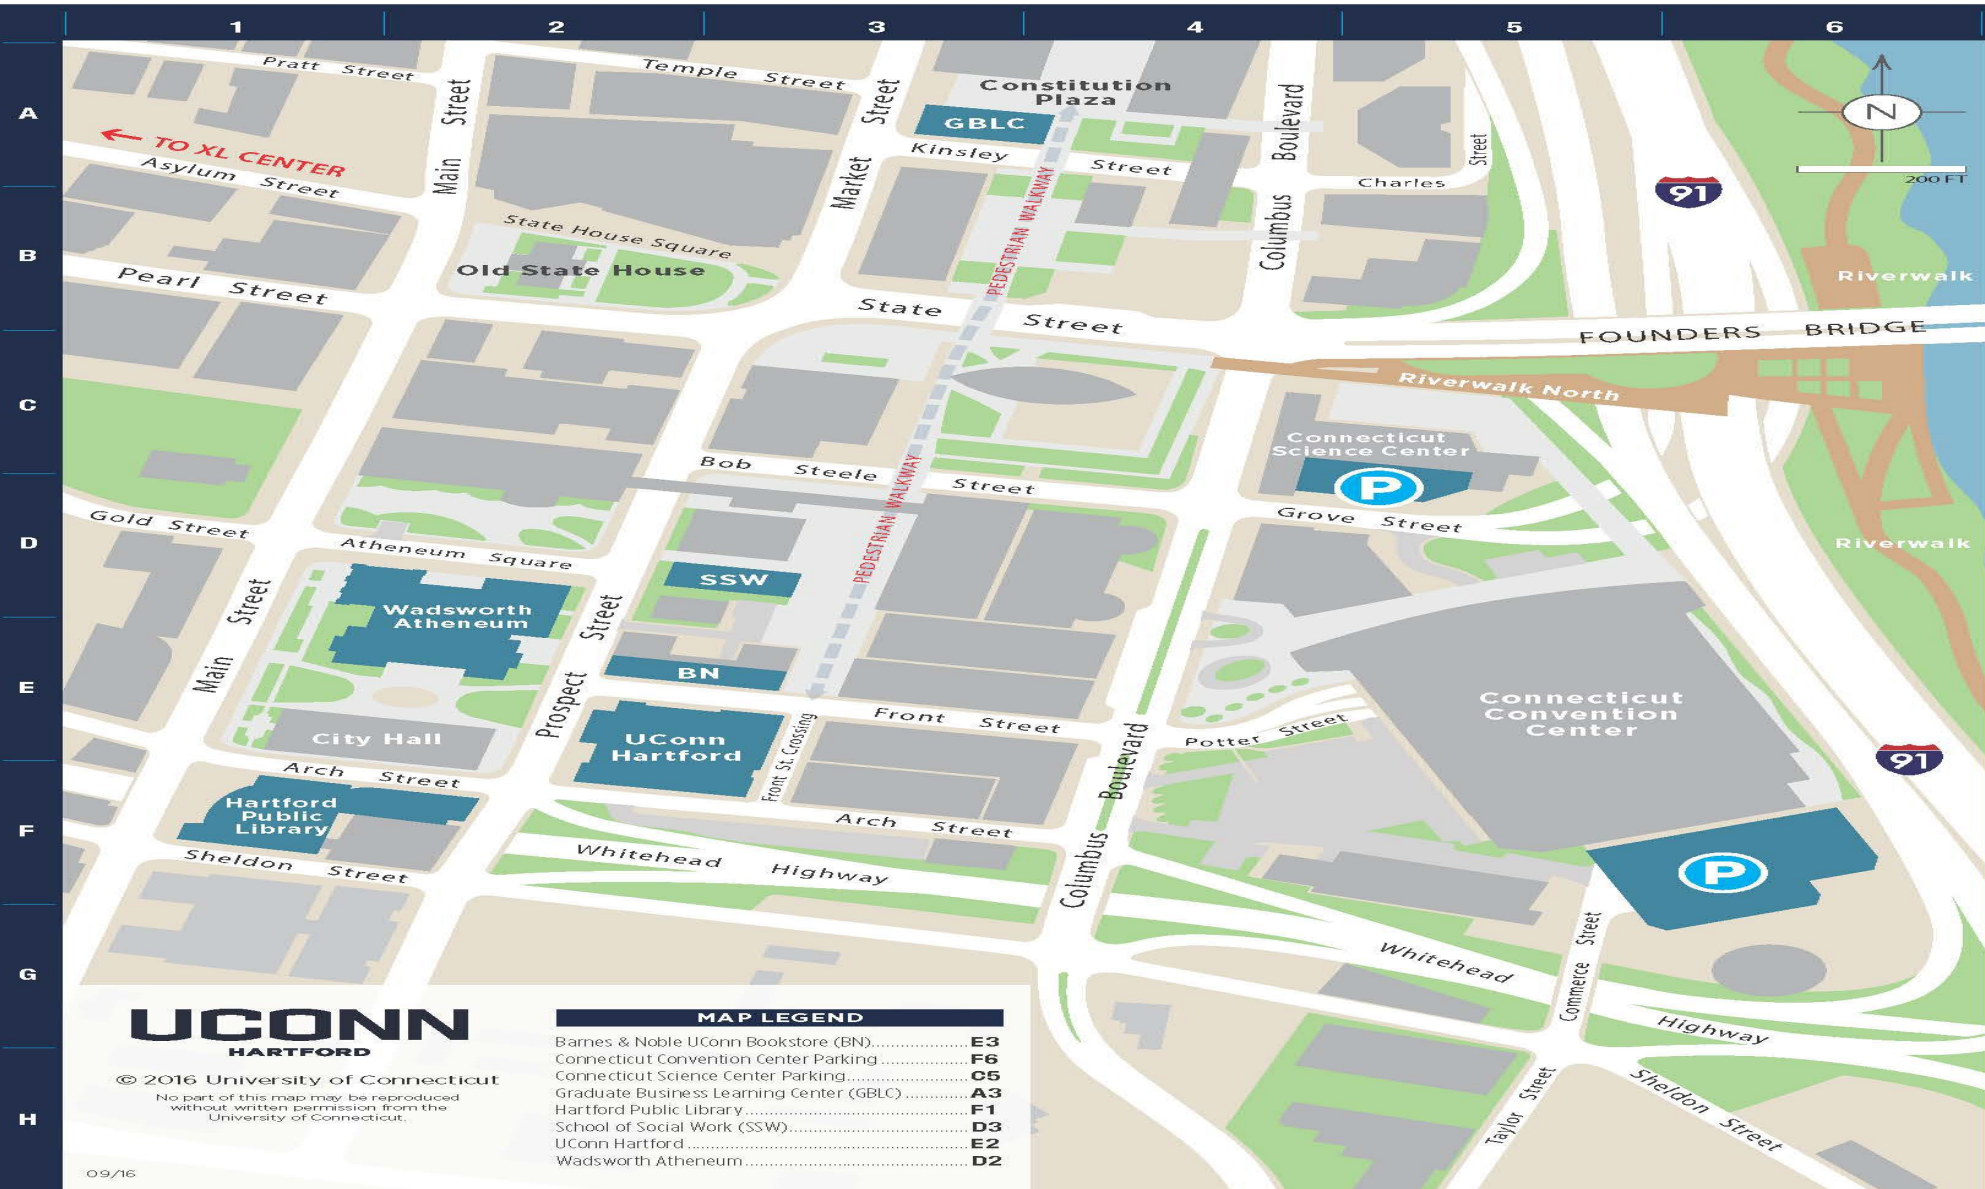 1 2 3 4 5 6
A
B
C
D
E
F
G
H
Pratt Street
Temple Street
Main Street
Market Street
Constitution
Plaza
GBLC
Kinsley Street
Columbus Boulevard
Charles Street
N
200 FT
91
← TO XL CENTER
Asylum Street
State House Square
Old State House
PEDESTRIAN WALKWAY
Pearl Street
State Street
Riverwalk
FOUNDERS BRIDGE
Riverwalk North
Connecticut
Science Center
P
Bob Steele Street
PEDESTRIAN WALKWAY
Gold Street
Atheneum Square
Grove Street
Riverwalk
SSW
Wadsworth
Atheneum
Main Street
Prospect Street
BN
Connecticut
Convention
Center
City Hall
UConn
Hartford
Front St. Crossing
Front Street
Potter Street
Columbus Boulevard
91
Arch Street
Hartford
Public
Library
Arch Street
Sheldon Street
Whitehead Highway
P
Whitehead Highway
Commerce Street
Taylor Street
Sheldon Street
UCONN
HARTFORD
© 2016 University of Connecticut
No part of this map may be reproduced
without written permission from the
University of Connecticut.
09/16
MAP LEGEND
Barnes & Noble UConn Bookstore (BN)..................E3
Connecticut Convention Center Parking................F6
Connecticut Science Center Parking......................C5
Graduate Business Learning Center (GBLC) ............A3
Hartford Public Library..........................................F1
School of Social Work (SSW)..................................D3
UConn Hartford.....................................................E2
Wadsworth Atheneum...........................................D2